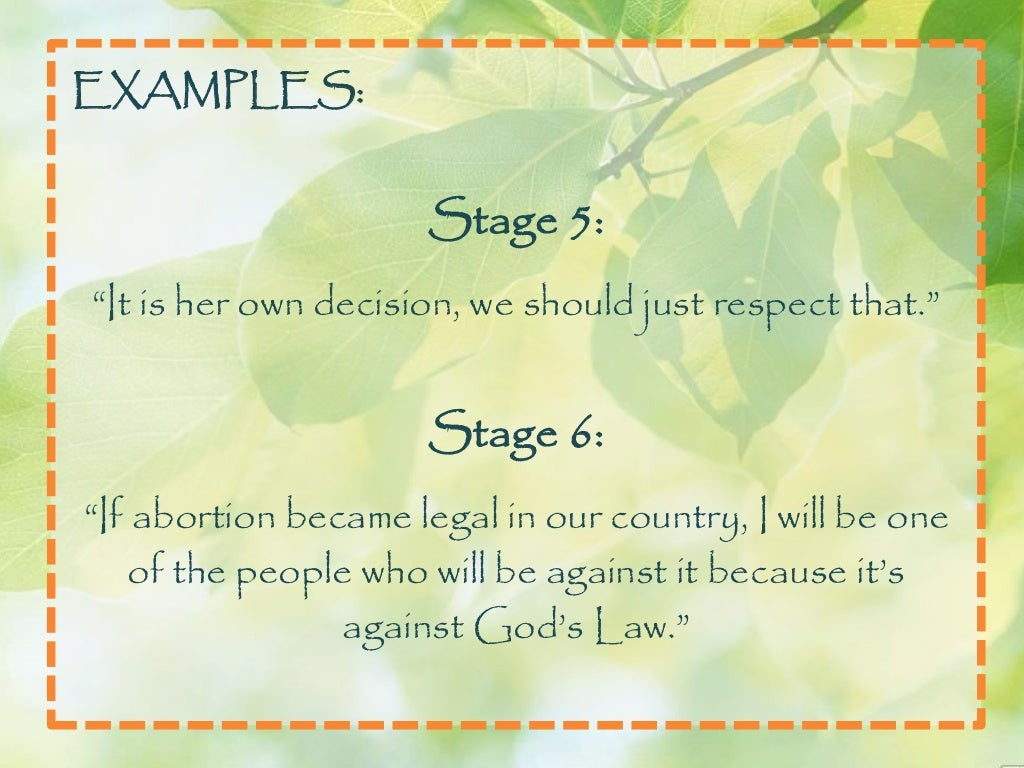 EXAMPLES:
Stage 5:
“It is her own decision, we should just respect that.”
Stage 6:
“If abortion became legal in our country, I will be one
of the people who will be against it because it’s
against God’s Law.”